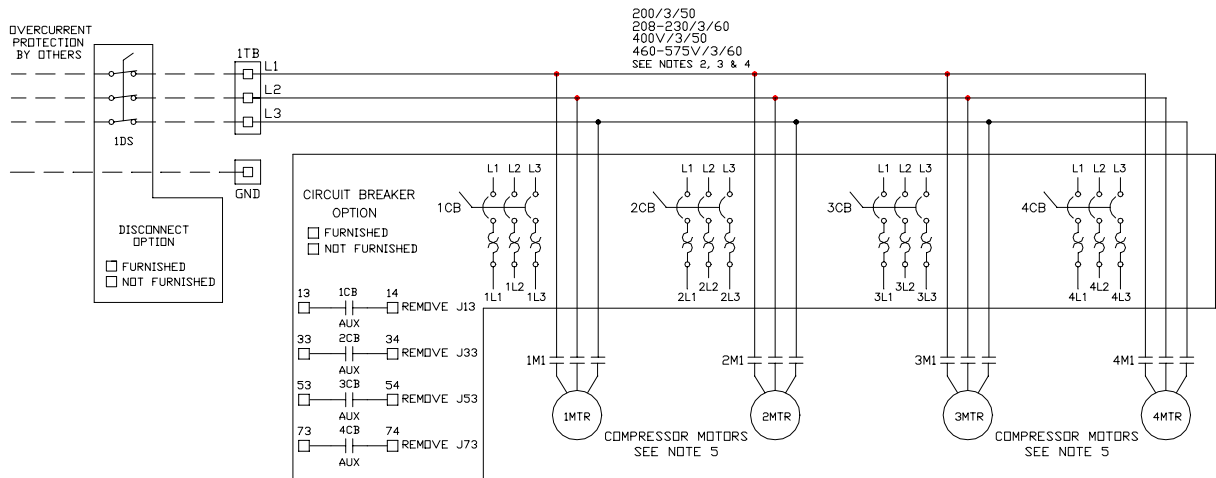 200/3/50
208-230/3/60
400V/3/50
460-575V/3/60
SEE NOTES 2, 3 & 4
OVERCURRENT
PROTECTION
BY OTHERS
1TB
L1
L2
L3
1DS
GND
DISCONNECT
OPTION
FURNISHED
NOT FURNISHED
CIRCUIT BREAKER
OPTION
FURNISHED
NOT FURNISHED
L1 L2 L3
1CB
1L1 1L2 1L3
L1 L2 L3
2CB
2L1 2L2 2L3
L1 L2 L3
3CB
3L1 3L2 3L3
L1 L2 L3
4CB
4L1 4L2 4L3
13 1CB 14 REMOVE J13
AUX
33 2CB 34 REMOVE J33
AUX
53 3CB 54 REMOVE J53
AUX
73 4CB 74 REMOVE J73
AUX
1M1
2M1
3M1
4M1
1MTR
2MTR
3MTR
4MTR
COMPRESSOR MOTORS
SEE NOTE 5
COMPRESSOR MOTORS
SEE NOTE 5